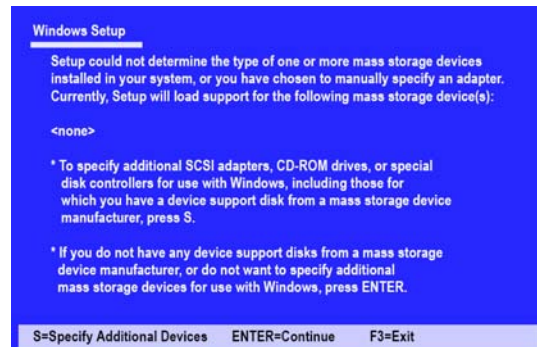 Windows Setup
Setup could not determine the type of one or more mass storage devices
installed in your system, or you have chosen to manually specify an adapter.
Currently, Setup will load support for the following mass storage device(s):
<none>
* To specify additional SCSI adapters, CD-ROM drives, or special
disk controllers for use with Windows, including those for
which you have a device support disk from a mass storage device
manufacturer, press S.
* If you do not have any device support disks from a mass storage
device manufacturer, or do not want to specify additional
mass storage devices for use with Windows, press ENTER.
S=Specify Additional Devices ENTER=Continue F3=Exit